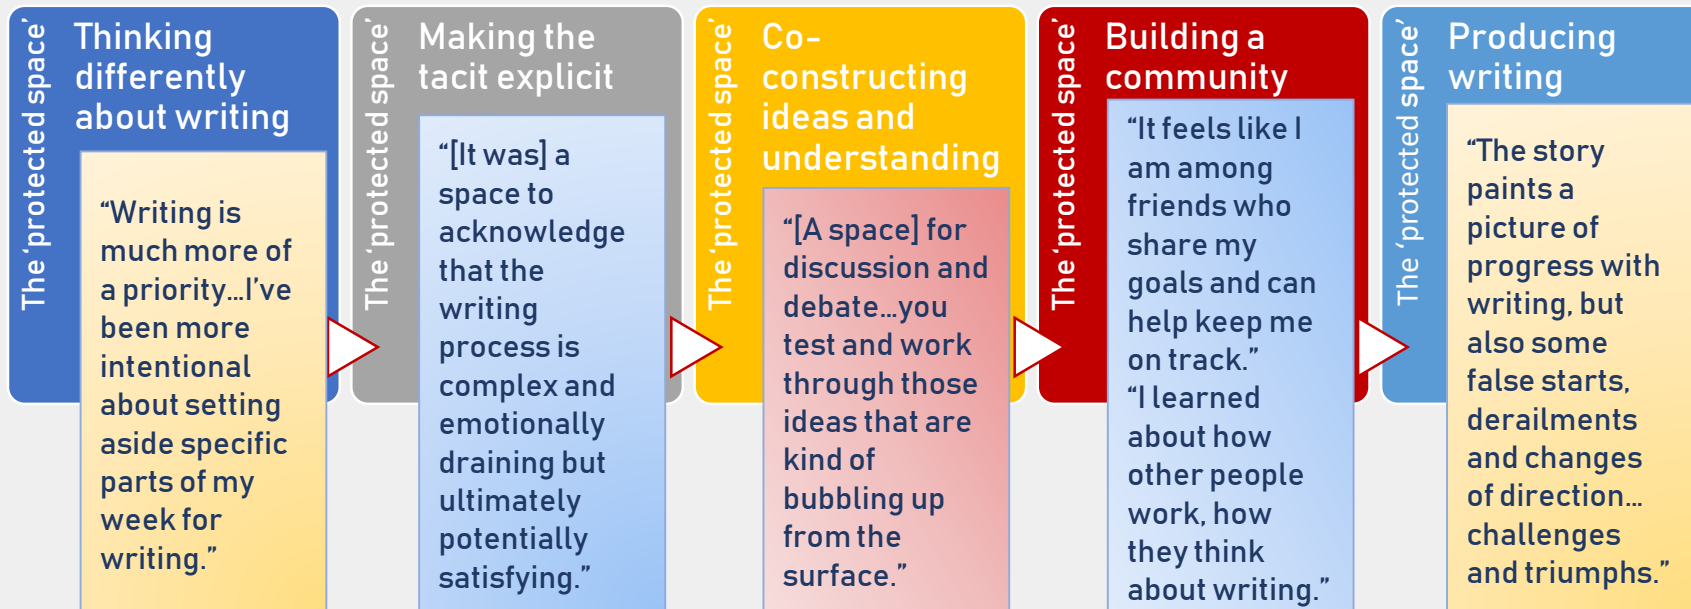 The ‘protected space’
Thinking
differently
about writing
“Writing is
much more of
a priority...I’ve
been more
intentional
about setting
aside specific
parts of my
week for
writing.”
The ‘protected space’
Making the
tacit explicit
“[It was] a
space to
acknowledge
that the
writing
process is
complex and
emotionally
draining but
ultimately
potentially
satisfying.”
The ‘protected space’
Co-
constructing
ideas and
understanding
“[A space] for
discussion and
debate...you
test and work
through those
ideas that are
kind of
bubbling up
from the
surface.”
The ‘protected space’
Building a
community
“It feels like I
am among
friends who
share my
goals and can
help keep me
on track.”
“I learned
about how
other people
work, how
they think
about writing.”
The ‘protected space’
Producing
writing
“The story
paints a
picture of
progress with
writing, but
also some
false starts,
derailments
and changes
of direction...
challenges
and triumphs.”